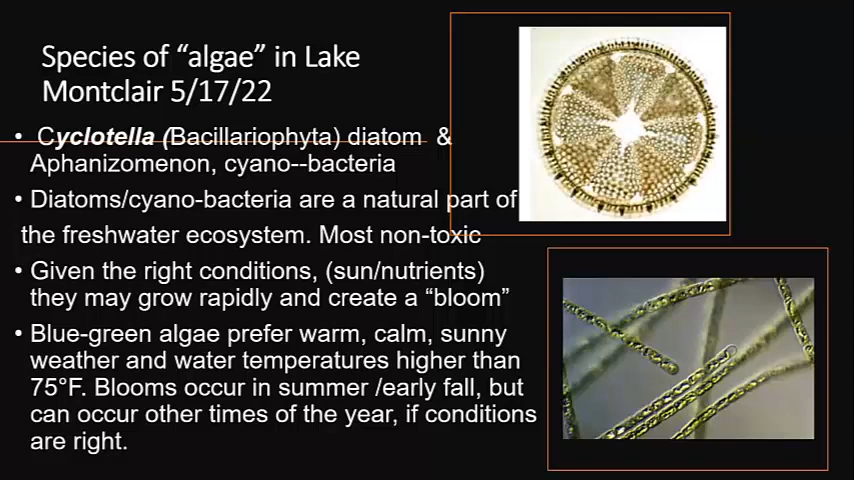 Species of “algae” in Lake
Montclair 5/17/22
• Cyclotella (Bacillariophyta) diatom &
Aphanizomenon, cyano--bacteria
• Diatoms/cyano-bacteria are a natural part of
the freshwater ecosystem. Most non-toxic
• Given the right conditions, (sun/nutrients)
they may grow rapidly and create a “bloom”
• Blue-green algae prefer warm, calm, sunny
weather and water temperatures higher than
75°F. Blooms occur in summer /early fall, but
can occur other times of the year, if conditions
are right.